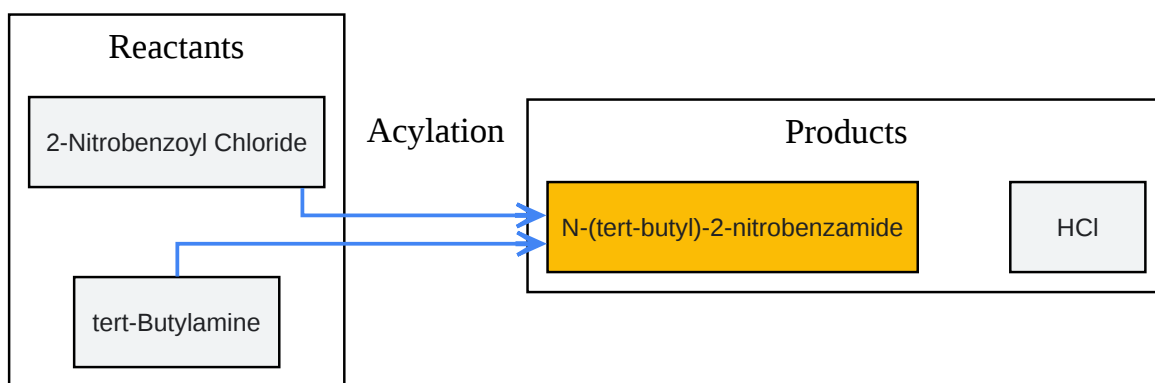 Reactants
2-Nitrobenzoyl Chloride
tert-Butylamine
Acylation
Products
N-(tert-butyl)-2-nitrobenzamide
HCl